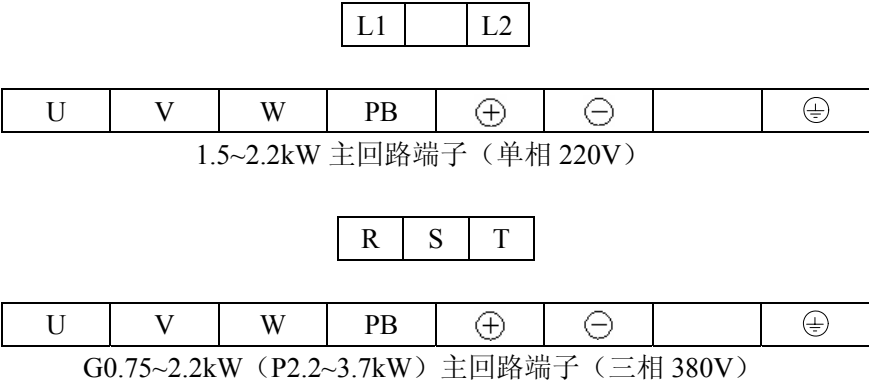 L1 L2
U V W PB ⊕ ⊖ ⏚
1.5~2.2kW 主回路端子（单相 220V）
R S T
U V W PB ⊕ ⊖ ⏚
G0.75~2.2kW（P2.2~3.7kW）主回路端子（三相 380V）